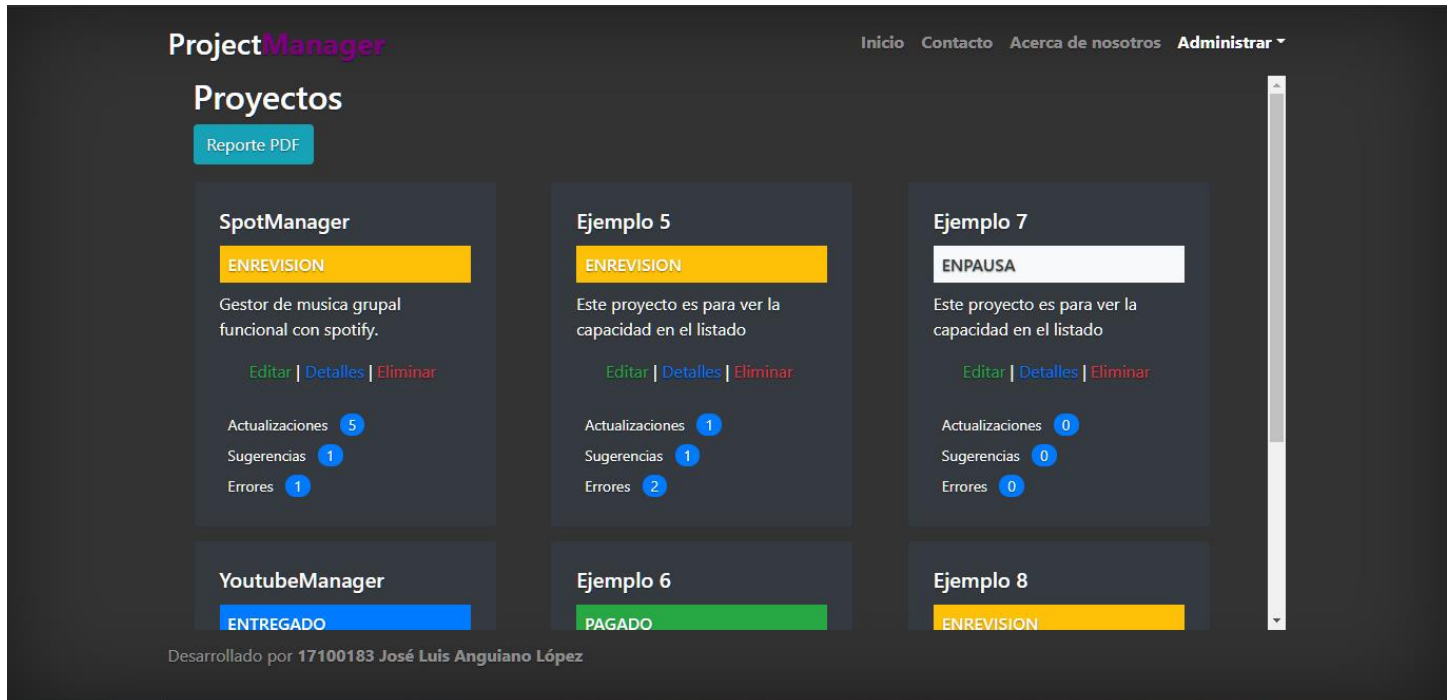 ProjectManager
Inicio Contacto Acerca de nosotros Administrar
Proyectos
Reporte PDF
SpotManager
ENREVISION
Gestor de musica grupal
funcional con spotify.
Editar | Detalles | Eliminar
Actualizaciones 5
Sugerencias 1
Errores 1
Ejemplo 5
ENREVISION
Este proyecto es para ver la
capacidad en el listado
Editar | Detalles | Eliminar
Actualizaciones 1
Sugerencias 1
Errores 2
Ejemplo 7
ENPAUSA
Este proyecto es para ver la
capacidad en el listado
Editar | Detalles | Eliminar
Actualizaciones 0
Sugerencias 0
Errores 0
YoutubeManager
ENTREGADO
Ejemplo 6
PAGADO
Ejemplo 8
ENREVISION
Desarrollado por 17100183 José Luis Anguiano López